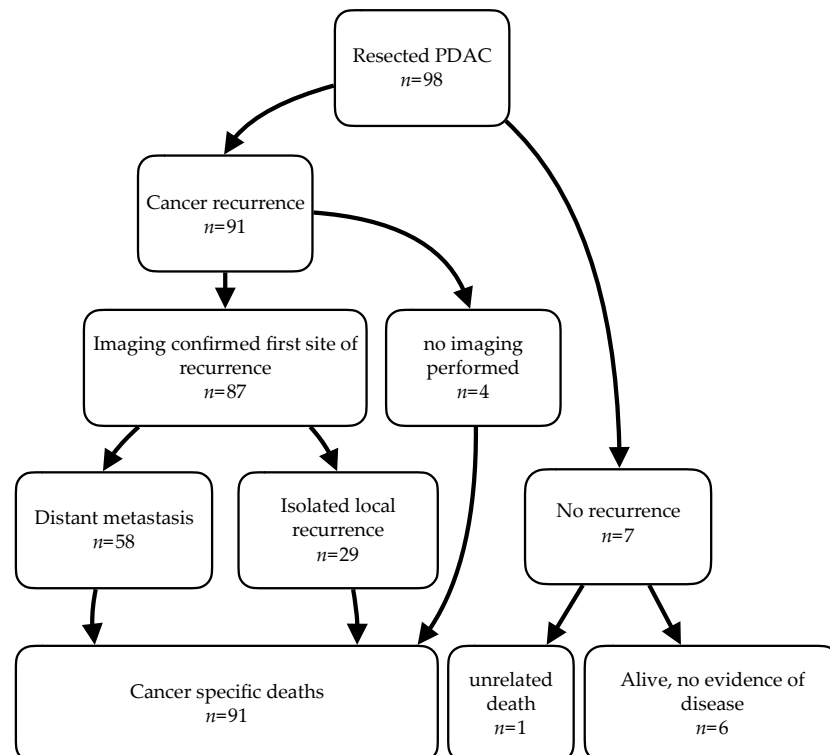 Resected PDAC
n=98
Cancer recurrence
n=91
Imaging confirmed first site of
recurrence
n=87
no imaging
performed
n=4
Distant metastasis
n=58
Isolated local
recurrence
n=29
No recurrence
n=7
Cancer specific deaths
n=91
unrelated
death
n=1
Alive, no evidence of
disease
n=6